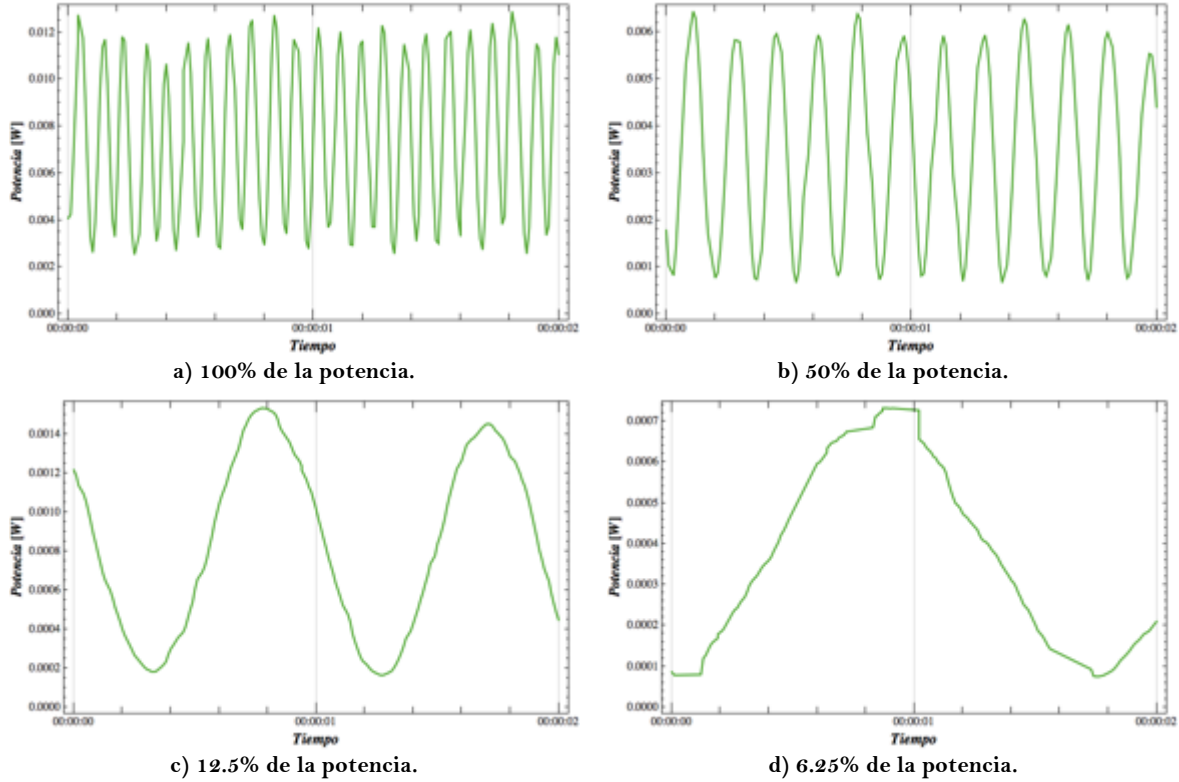 0.012
0.010
0.008
0.006
0.004
0.002
0.000
Potencia [W]
00:00:00 00:00:01 00:00:02
Tiempo
a) 100% de la potencia.
0.006
0.005
0.004
0.003
0.002
0.001
0.000
Potencia [W]
00:00:00 00:00:01 00:00:02
Tiempo
b) 50% de la potencia.
0.0014
0.0012
0.0010
0.0008
0.0006
0.0004
0.0002
0.0000
Potencia [W]
00:00:00 00:00:01 00:00:02
Tiempo
c) 12.5% de la potencia.
0.0007
0.0006
0.0005
0.0004
0.0003
0.0002
0.0001
Potencia [W]
00:00:00 00:00:01 00:00:02
Tiempo
d) 6.25% de la potencia.